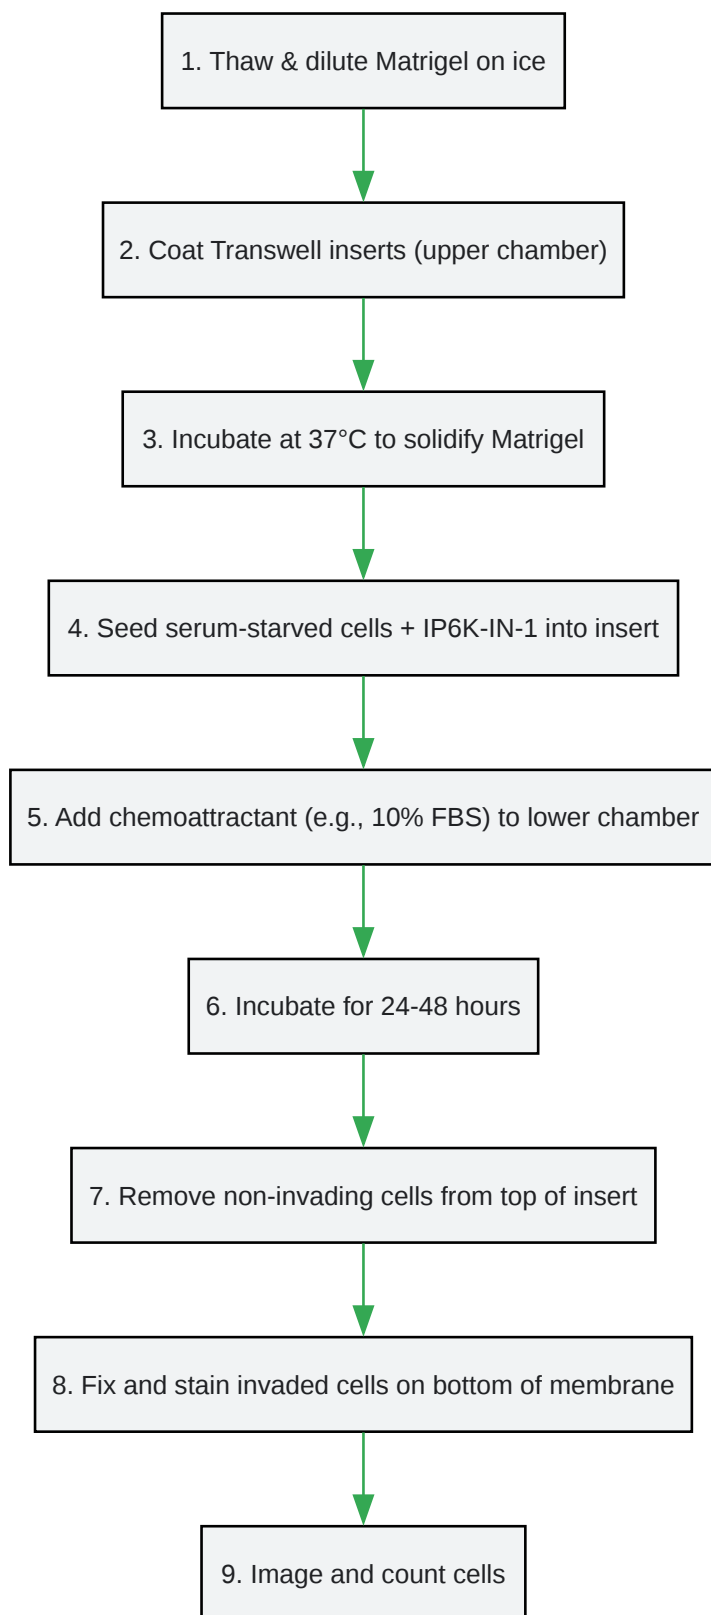 1. Thaw & dilute Matrigel on ice
2. Coat Transwell inserts (upper chamber)
3. Incubate at 37°C to solidify Matrigel
4. Seed serum-starved cells + IP6K-IN-1 into insert
5. Add chemoattractant (e.g., 10% FBS) to lower chamber
6. Incubate for 24-48 hours
7. Remove non-invading cells from top of insert
8. Fix and stain invaded cells on bottom of membrane
9. Image and count cells